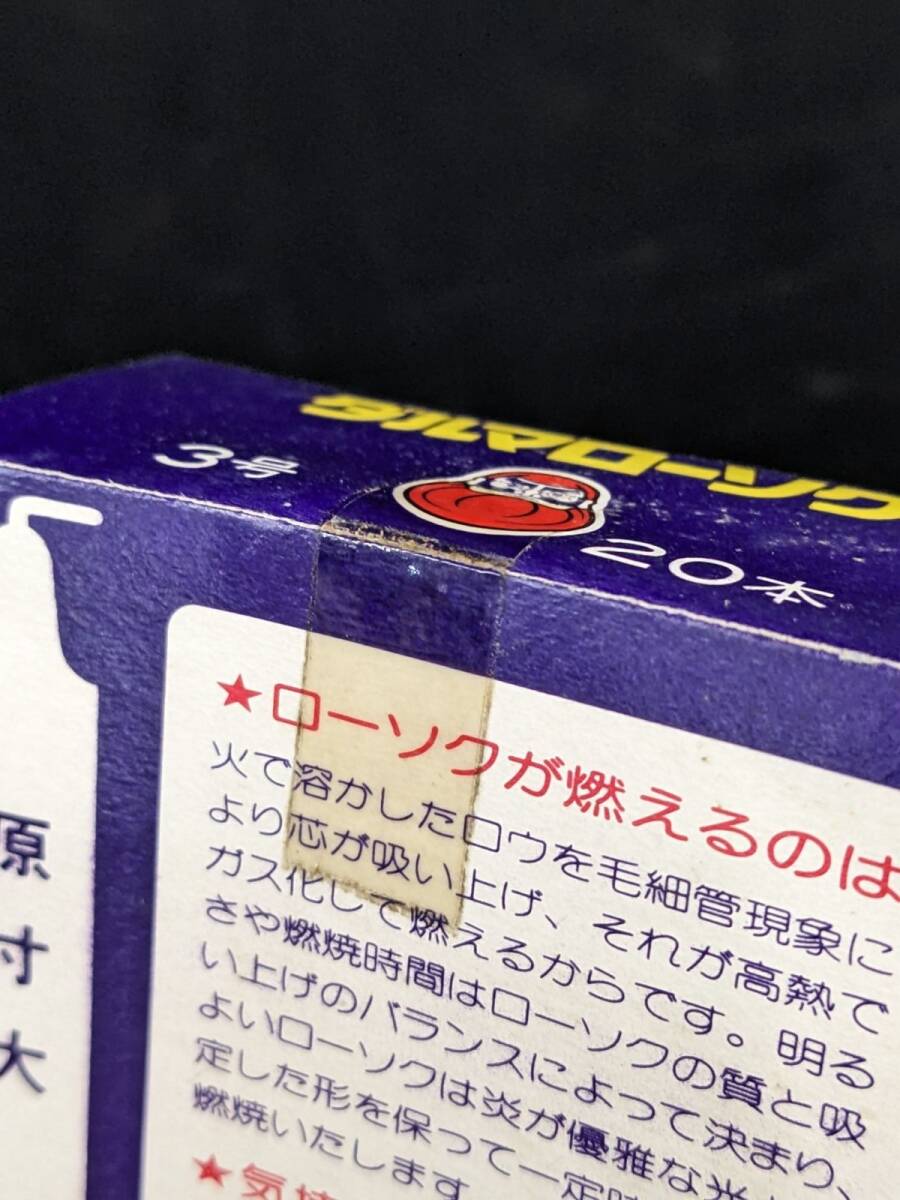 ダルマローソク
3号
20本
原寸大
★ローソクが燃えるのは
火で溶かしたロウを毛細管現象に
より芯が吸い上げ、それが高熱で
ガス化して燃えるからです。明る
さや燃焼時間はローソクの質と吸
い上げのバランスによって決まり、
よいローソクは炎が優雅な光
定した形を保って一定時
燃焼いたします
★気持